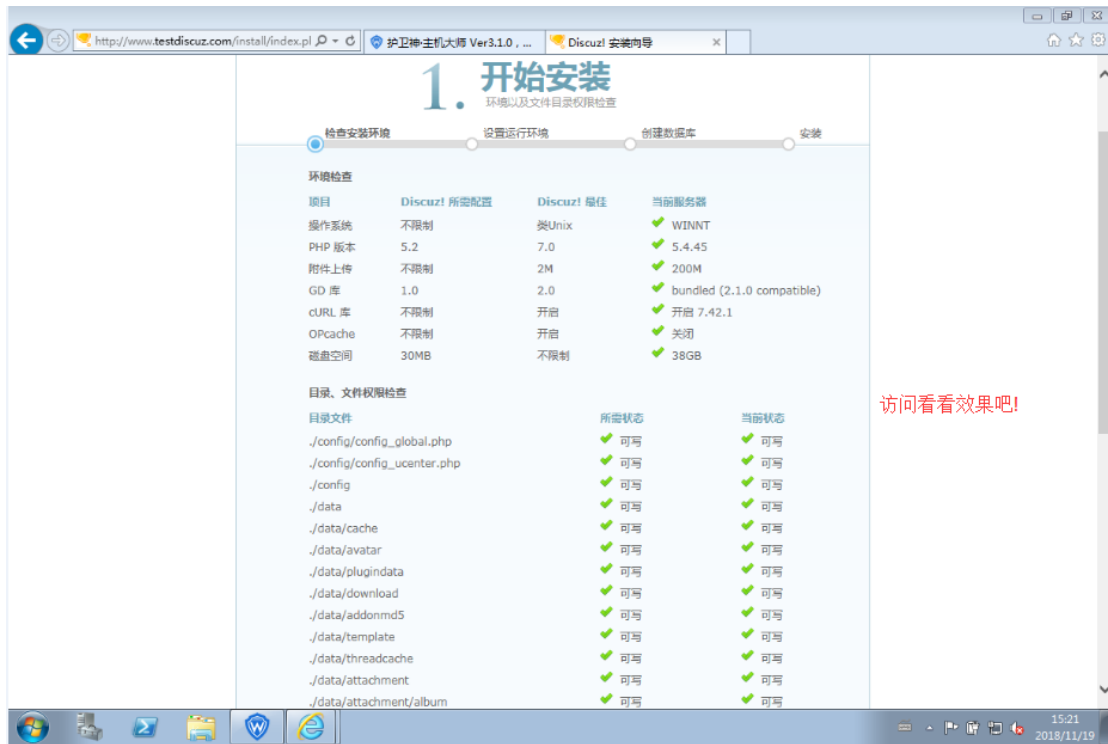 http://www.testdiscuz.com/install/index.pl
护卫神·主机大师 Ver3.1.0 , ...
Discuz! 安装向导
1. 开始安装
环境以及文件目录权限检查
检查安装环境 设置运行环境 创建数据库 安装
环境检查
项目 Discuz! 所需配置 Discuz! 最佳 当前服务器
操作系统 不限制 类Unix WINNT
PHP 版本 5.2 7.0 5.4.45
附件上传 不限制 2M 200M
GD 库 1.0 2.0 bundled (2.1.0 compatible)
cURL 库 不限制 开启 开启 7.42.1
OPcache 不限制 开启 关闭
磁盘空间 30MB 不限制 38GB
目录、文件权限检查
目录文件 所需状态 当前状态
./config/config_global.php 可写 可写
./config/config_ucenter.php 可写 可写
./config 可写 可写
./data 可写 可写
./data/cache 可写 可写
./data/avatar 可写 可写
./data/plugindata 可写 可写
./data/download 可写 可写
./data/addonmd5 可写 可写
./data/template 可写 可写
./data/threadcache 可写 可写
./data/attachment 可写 可写
./data/attachment/album 可写 可写
访问看看效果吧!
15:21
2018/11/19